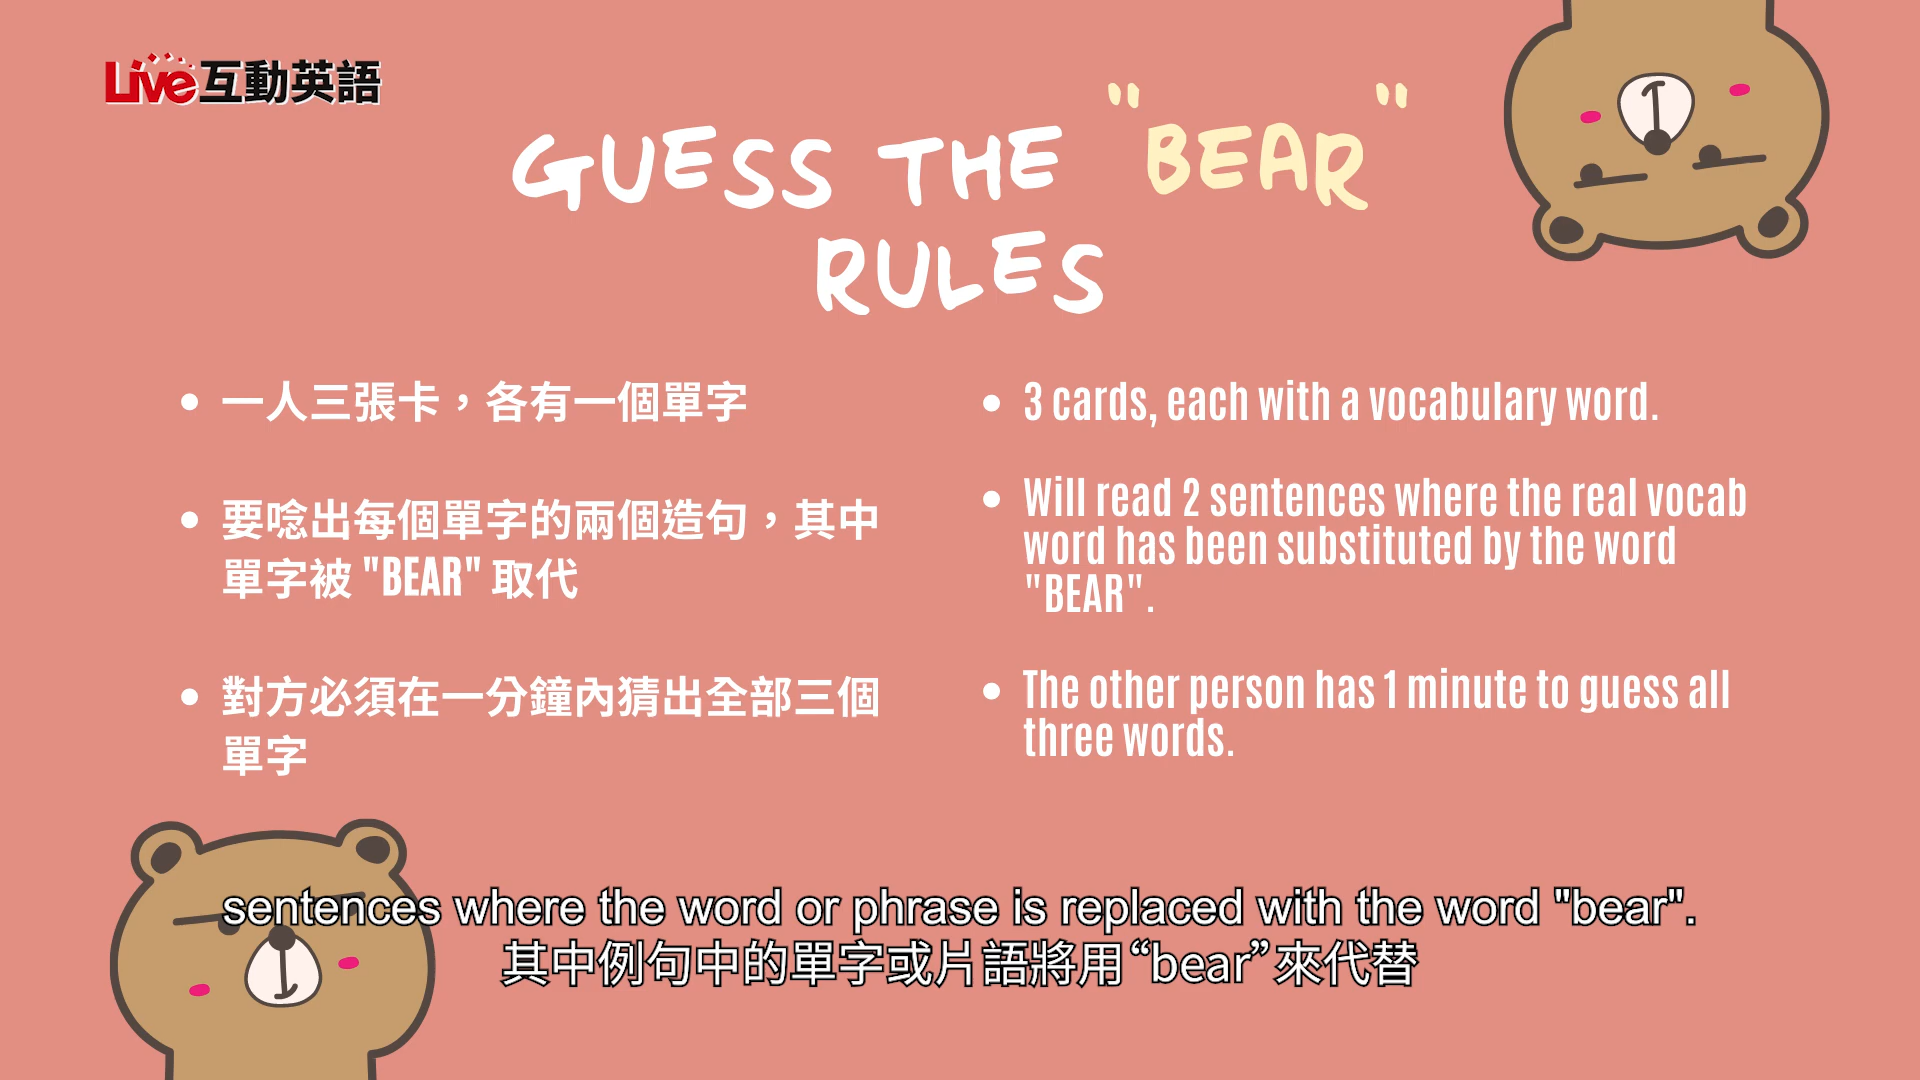 Live互動英語
GUESS THE "BEAR"
RULES
一人三張卡，各有一個單字
要唸出每個單字的兩個造句，其中
單字被 "BEAR" 取代
對方必須在一分鐘內猜出全部三個
單字
3 cards, each with a vocabulary word.
Will read 2 sentences where the real vocab
word has been substituted by the word
"BEAR".
The other person has 1 minute to guess all
three words.
sentences where the word or phrase is replaced with the word "bear".
其中例句中的單字或片語將用“bear”來代替